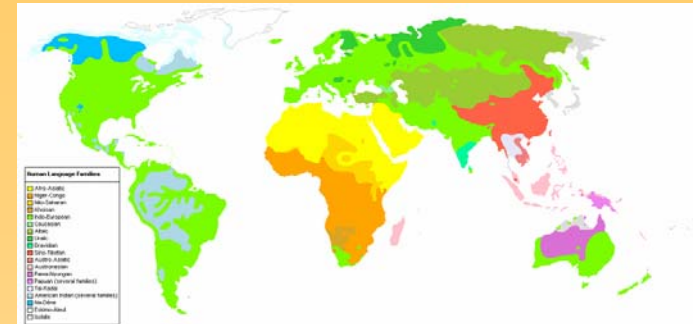 Human Language Families
Afro-Asiatic
Niger-Congo
Nilo-Saharan
Khoisan
Indo-European
Caucasian
Altaic
Uralic
Dravidian
Sino-Tibetan
Austro-Asiatic
Austronesian
Pama-Nyungan
Papuan (several families)
Tai-Kadai
American Indian (several families)
Na-Dené
Eskimo-Aleut
Isolate